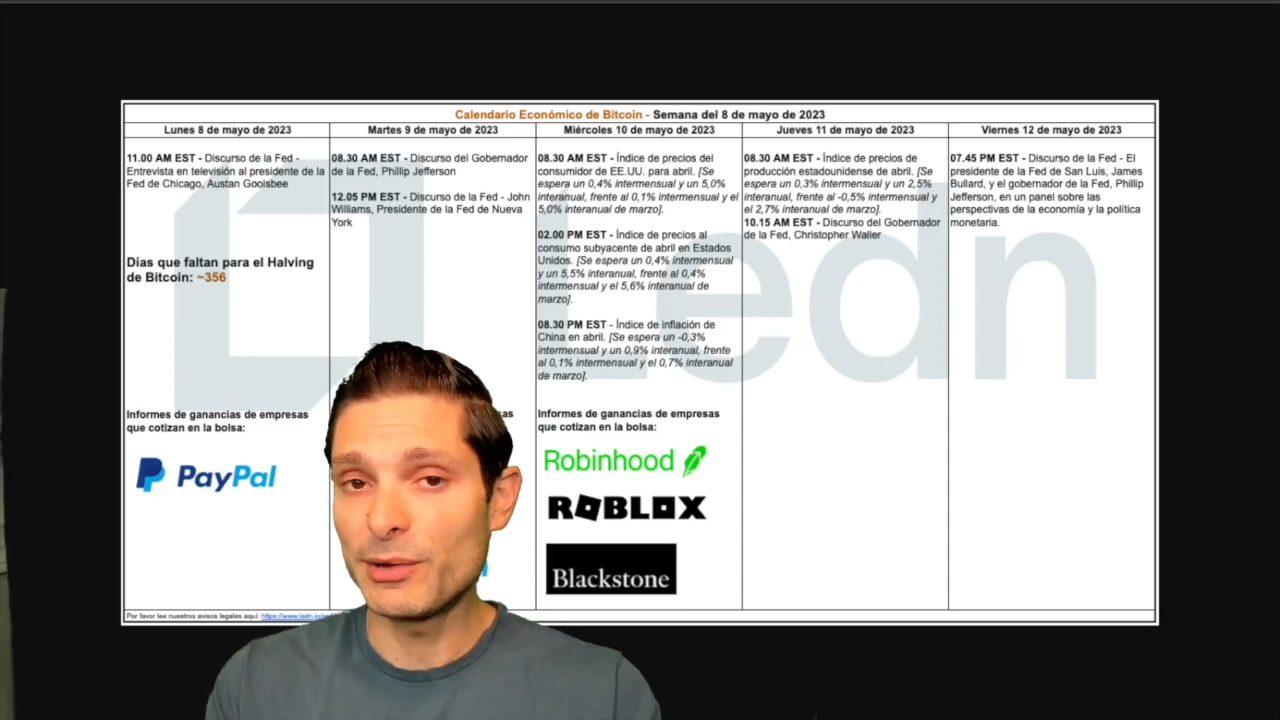 Calendario Económico de Bitcoin - Semana del 8 de mayo de 2023
Lunes 8 de mayo de 2023
11.00 AM EST - Discurso de la Fed -
Entrevista en televisión al presidente de la
Fed de Chicago, Austan Goolsbee
Días que faltan para el Halving
de Bitcoin: ~356
Informes de ganancias de empresas
que cotizan en la bolsa:
PayPal
Martes 9 de mayo de 2023
08.30 AM EST - Discurso del Gobernador
de la Fed, Phillip Jefferson
12.05 PM EST - Discurso de la Fed - John
Williams, Presidente de la Fed de Nueva
York
Miércoles 10 de mayo de 2023
08.30 AM EST - Índice de precios del
consumidor de EE.UU. para abril. [Se
espera un 0,4% intermensual y un 5,0%
interanual, frente al 0,1% intermensual y el
5,0% interanual de marzo].
02.00 PM EST - Índice de precios al
consumo subyacente de abril en Estados
Unidos. [Se espera un 0,4% intermensual
y un 5,5% interanual, frente al 0,4%
intermensual y el 5,6% interanual de
marzo].
08.30 PM EST - Índice de inflación de
China en abril. [Se espera un -0,3%
intermensual y un 0,9% interanual, frente
al 0,1% intermensual y el 0,7% interanual
de marzo].
Informes de ganancias de empresas
que cotizan en la bolsa:
Robinhood
ROBLOX
Blackstone
Jueves 11 de mayo de 2023
08.30 AM EST - Índice de precios de
producción estadounidense de abril. [Se
espera un 0,3% intermensual y un 2,5%
interanual, frente al -0,5% intermensual y
el 2,7% interanual de marzo].
10.15 AM EST - Discurso del Gobernador
de la Fed, Christopher Waller
Viernes 12 de mayo de 2023
07.45 PM EST - Discurso de la Fed - El
presidente de la Fed de San Luis, James
Bullard, y el gobernador de la Fed, Phillip
Jefferson, en un panel sobre las
perspectivas de la economía y la política
monetaria.
Ledn
Por favor lee nuestros avisos legales aquí: